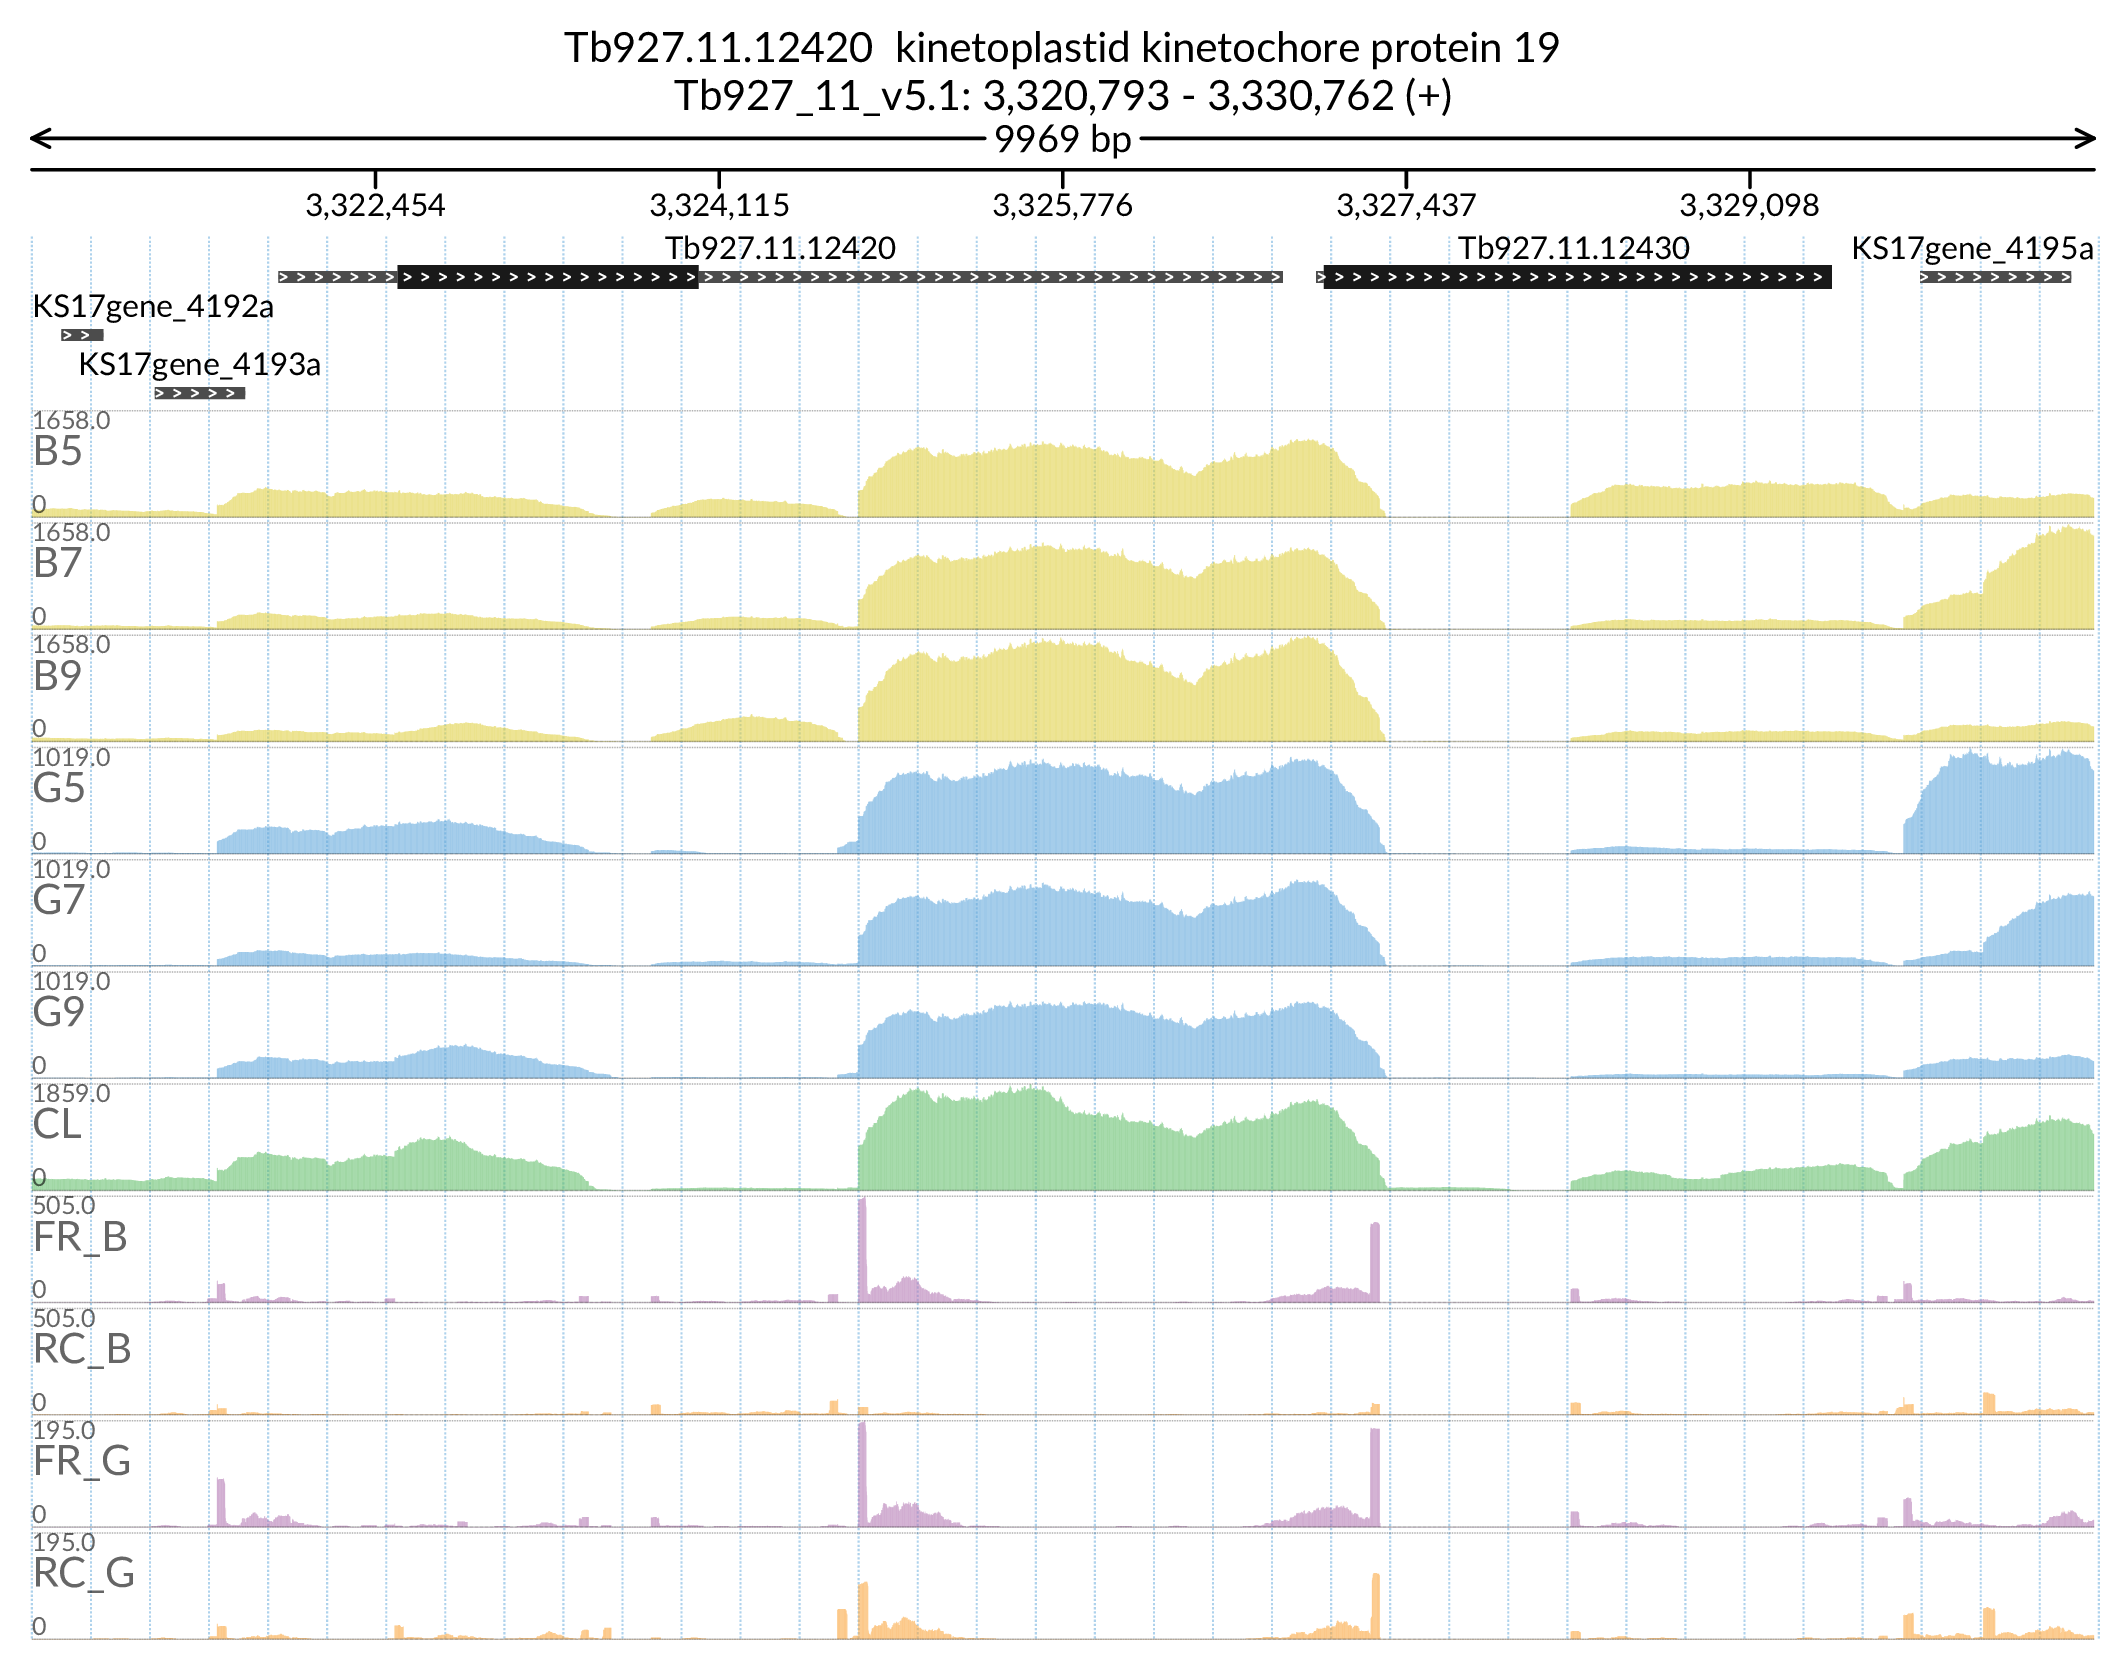 Tb927.11.12420  kinetoplastid kinetochore protein 19
Tb927_11_v5.1: 3,320,793 - 3,330,762 (+)
9969 bp
3,322,454 3,324,115 3,325,776 3,327,437 3,329,098
Tb927.11.12420 Tb927.11.12430 KS17gene_4195a
KS17gene_4192a
KS17gene_4193a
1658.0
B5
0
1658.0
B7
0
1658.0
B9
0
1019.0
G5
0
1019.0
G7
0
1019.0
G9
0
1859.0
CL
0
505.0
FR_B
0
505.0
RC_B
0
195.0
FR_G
0
195.0
RC_G
0